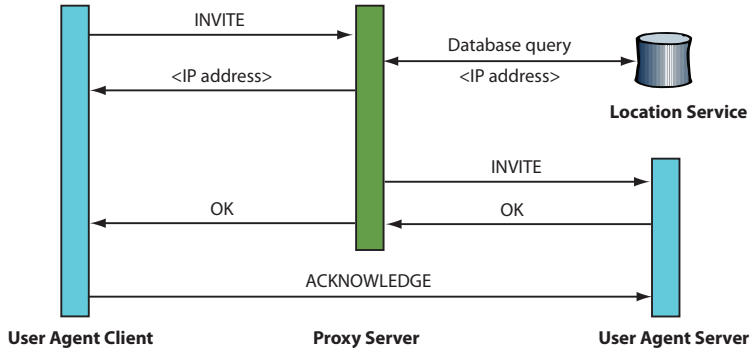 INVITE
Database query
<IP address>
<IP address>
Location Service
INVITE
OK
OK
ACKNOWLEDGE
User Agent Client
Proxy Server
User Agent Server